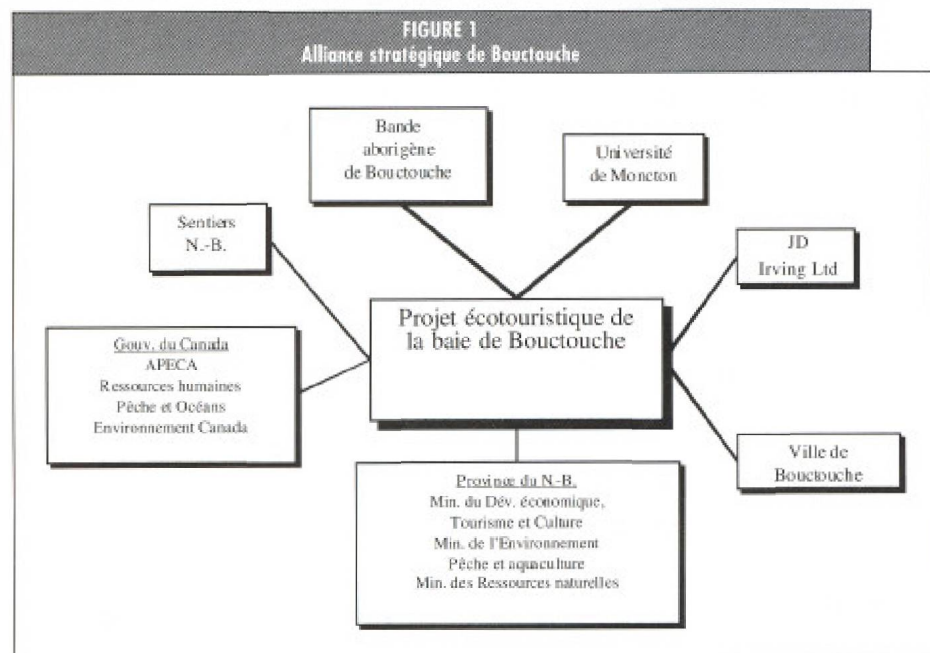 FIGURE 1
Alliance stratégique de Bouctouche
Bande
aborigène
de Bouctouche
Université
de Moncton
Sentiers
N.-B.
JD
Irving Ltd
Projet écotouristique de
la baie de Bouctouche
Gouv. du Canada
APECA
Ressources humaines
Pêche et Océans
Environnement Canada
Ville de
Bouctouche
Province du N.-B.
Min. du Dév. économique,
Tourisme et Culture
Min. de l'Environnement
Pêche et aquaculture
Min. des Ressources naturelles